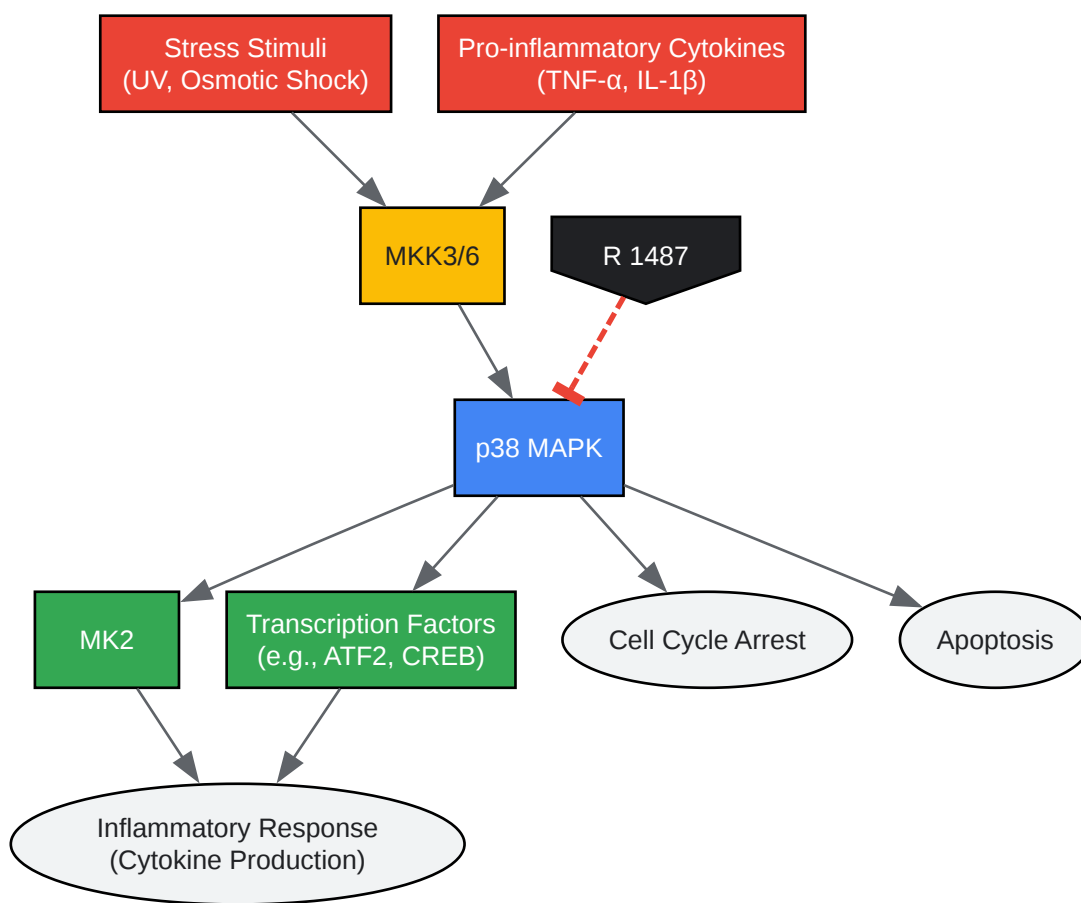 Stress Stimuli
(UV, Osmotic Shock)
Pro-inflammatory Cytokines
(TNF-α, IL-1β)
MKK3/6
R 1487
p38 MAPK
MK2
Transcription Factors
(e.g., ATF2, CREB)
Cell Cycle Arrest
Apoptosis
Inflammatory Response
(Cytokine Production)